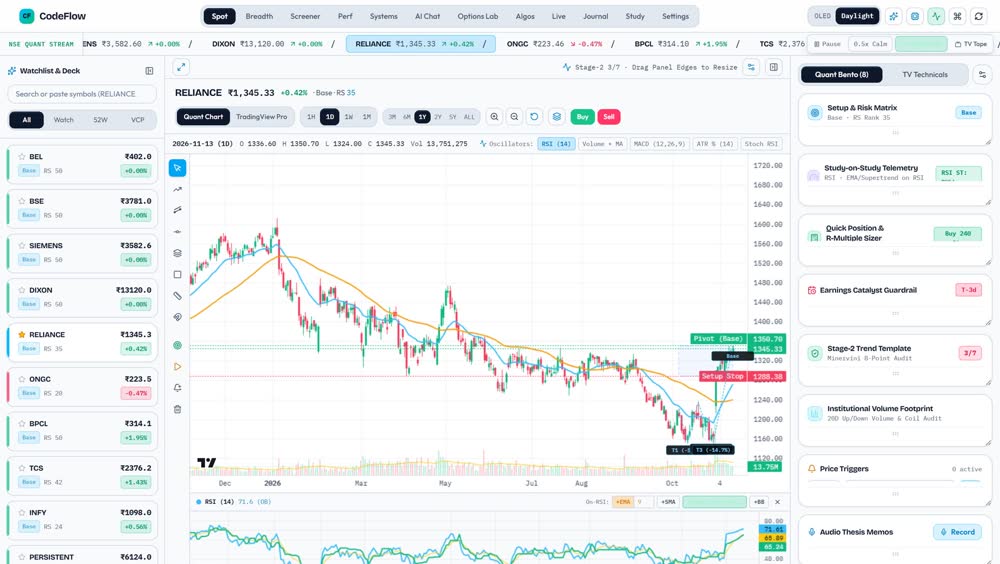 CF CodeFlow
Spot Breadth Screener Perf Systems AI Chat Options Lab Algos Live Journal Study Settings
OLED Daylight
NSE QUANT STREAM
ENS ₹3,582.60 ↗ +0.00% / DIXON ₹13,120.00 ↗ +0.00% / RELIANCE ₹1,345.33 ↗ +0.42% / ONGC ₹223.46 ↘ -0.47% / BPCL ₹314.10 ↗ +1.95% / TCS ₹2,376
Pause 0.5x Calm TV Tape
Watchlist & Deck
Search or paste symbols (RELIANCE
All Watch 52W VCP
BEL ₹402.0
Base RS 50 +0.00%
BSE ₹3781.0
Base RS 50 +0.00%
SIEMENS ₹3582.6
Base RS 50 +0.00%
DIXON ₹13120.0
Base RS 50 +0.00%
RELIANCE ₹1345.3
Base RS 35 +0.42%
ONGC ₹223.5
Base RS 20 -0.47%
BPCL ₹314.1
Base RS 50 +1.95%
TCS ₹2376.2
Base RS 42 +1.43%
INFY ₹1098.0
Base RS 24 +0.56%
PERSISTENT ₹6124.0
Stage-2 3/7 · Drag Panel Edges to Resize
RELIANCE ₹1,345.33 +0.42% ·Base·RS 35
Quant Chart TradingView Pro
1H 1D 1W 1M
3M 6M 1Y 2Y 5Y ALL
Buy Sell
2026-11-13 (1D) O 1336.60 H 1350.70 L 1324.00 C 1345.33 Vol 13,751,275
Oscillators: RSI (14) Volume + MA MACD (12,26,9) ATR % (14) Stoch RSI
1720.00
1680.00
1640.00
1600.00
1560.00
1520.00
1480.00
1440.00
1400.00
Pivot (Base) 1350.70
1345.33
Base
1320.00
Setup Stop 1288.38
1240.00
1200.00
1160.00
T3 (-14.7%)
1120.00
13.75M
Dec 2026 Mar May Jul Aug Oct 4
RSI (14) 71.6 (OB)
On-RSI: +EMA 9 +SMA +BB ×
80.00
71.61
65.89
65.24
40.00
Quant Bento (8) TV Technicals
Setup & Risk Matrix
Base · RS Rank 35
Base
Study-on-Study Telemetry
RSI · EMA/Supertrend on RSI
RSI ST:
Quick Position &
R-Multiple Sizer
Buy 240
Earnings Catalyst Guardrail
T-3d
Stage-2 Trend Template
Minervini 8-Point Audit
3/7
Institutional Volume Footprint
20D Up/Down Volume & Coil Audit
Price Triggers
0 active
Audio Thesis Memos
Record